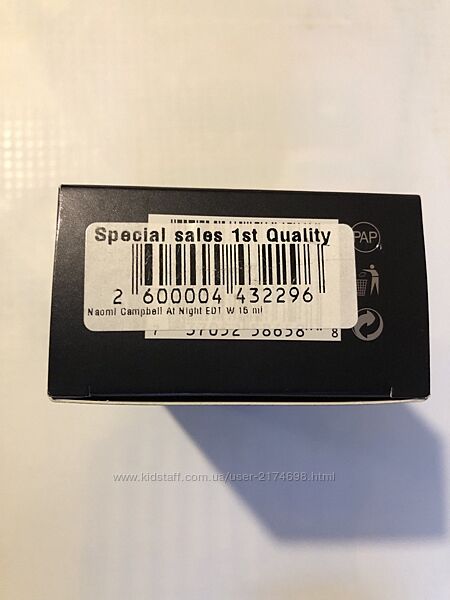 Special sales 1st Quality
PAP
2 600004 432296
Naomi Campbell At Night EDT W 15 ml
8
www.kidstaff.com.ua/user-2174698.html